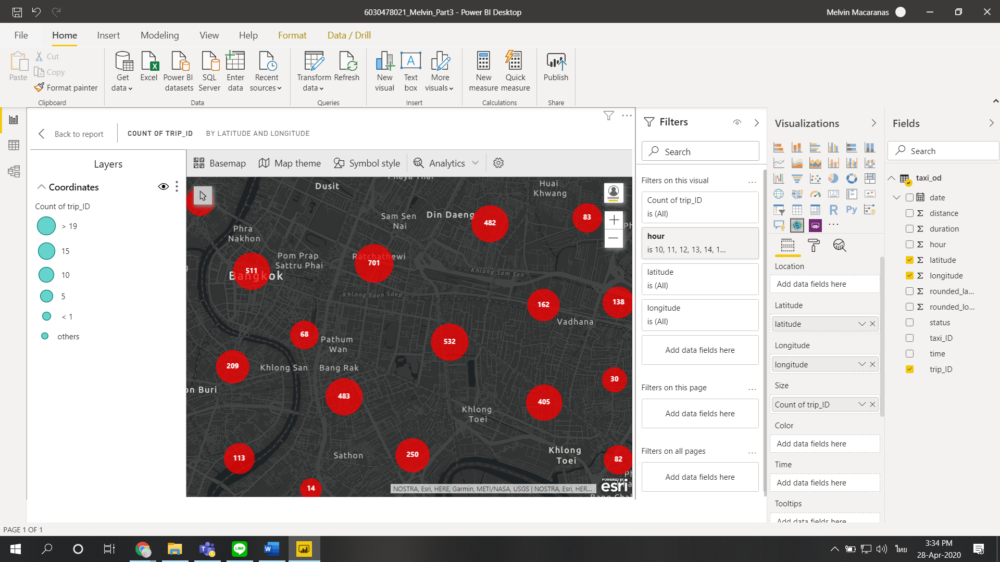 6030478021_Melvin_Part3 - Power BI Desktop
Melvin Macaranas
File Home Insert Modeling View Help Format Data / Drill
Paste
Cut
Copy
Format painter
Clipboard
Get data
Excel
Power BI datasets
SQL Server
Enter data
Recent sources
Data
Transform data
Refresh
Queries
New visual
Text box
More visuals
Insert
New measure
Quick measure
Calculations
Publish
Share
Back to report
COUNT OF TRIP_ID BY LATITUDE AND LONGITUDE
Layers
Coordinates
Count of trip_ID
> 19
15
10
5
< 1
others
Basemap Map theme Symbol style Analytics
Dusit
Huai Khwang
Sam Sen Nai
Din Daeng
482
83
Phra Nakhon
Pom Prap Sattru Phai
Ratchathewi
701
511
Bangkok
Khlong Sam Sen
Khlong Saen Saep
162
138
Vadhana
68
Pathum Wan
532
209
Khlong San
Bang Rak
on Buri
30
483
405
Khlong Toei
Khlong Toei
113
Sathon
250
82
14
POWERED BY
esri
NOSTRA, Esri, HERE, Garmin, METI/NASA, USGS | NOSTRA, Esri, HER...
Filters
Search
Filters on this visual
Count of trip_ID
is (All)
hour
is 10, 11, 12, 13, 14, 1...
latitude
is (All)
longitude
is (All)
Add data fields here
Filters on this page
Add data fields here
Filters on all pages
Add data fields here
Visualizations
R
Py
Location
Add data fields here
Latitude
latitude
Longitude
longitude
Size
Count of trip_ID
Color
Add data fields here
Time
Add data fields here
Tooltips
Add data fields here
Fields
Search
taxi_od
date
distance
duration
hour
latitude
longitude
rounded_la...
rounded_lo...
status
taxi_ID
time
trip_ID
PAGE 1 OF 1
ไทย
3:34 PM
28-Apr-2020